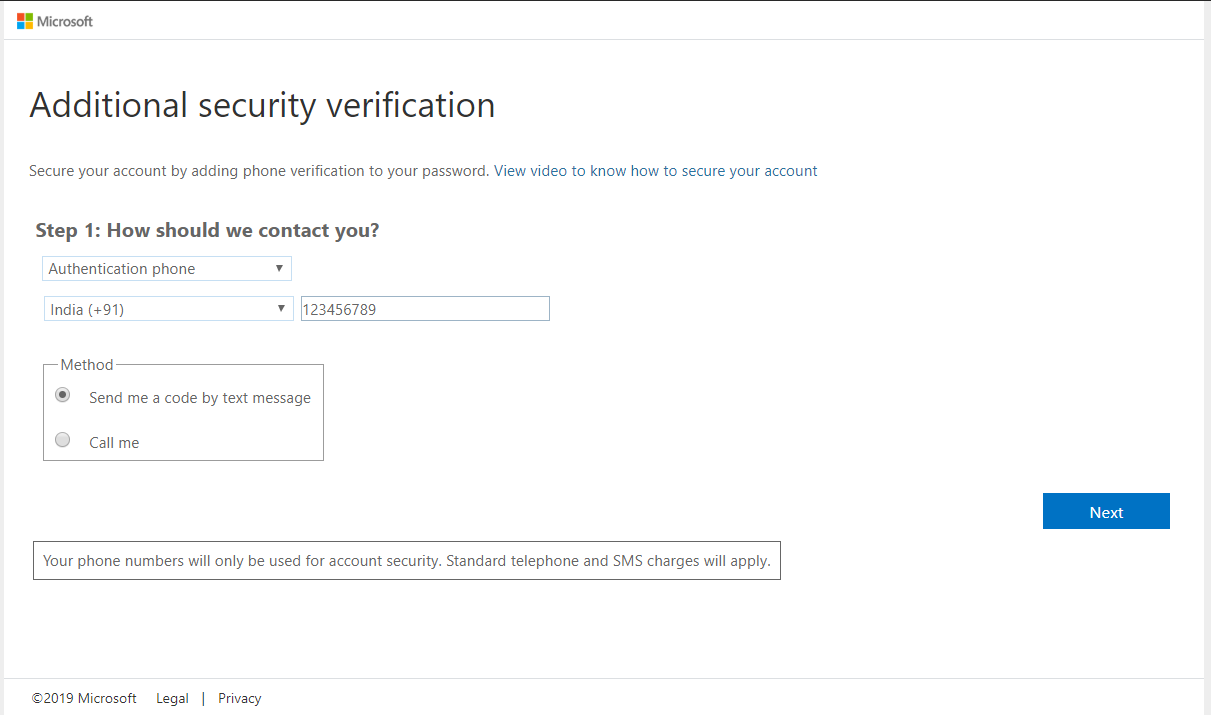 Microsoft
Additional security verification
Secure your account by adding phone verification to your password. View video to know how to secure your account
Step 1: How should we contact you?
Authentication phone
India (+91) 123456789
Method
Send me a code by text message
Call me
Next
Your phone numbers will only be used for account security. Standard telephone and SMS charges will apply.
©2019 Microsoft Legal | Privacy